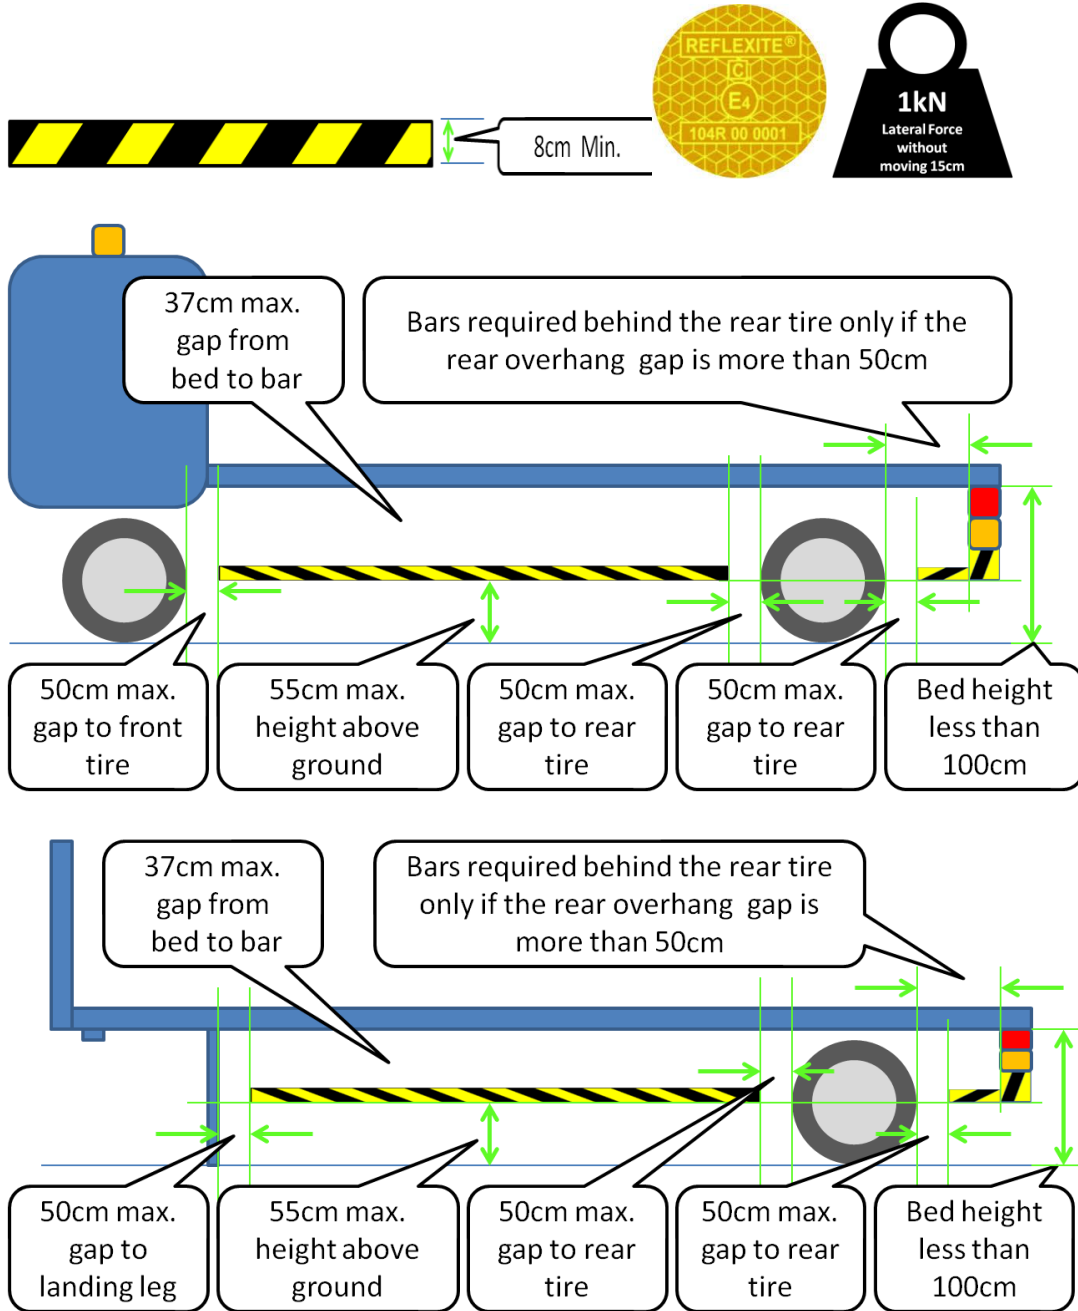 REFLEXITE®
C
E4
104R 00 0001
1kN
Lateral Force
without
moving 15cm
8cm Min.
37cm max.
gap from
bed to bar
Bars required behind the rear tire only if the
rear overhang gap is more than 50cm
50cm max.
gap to front
tire
55cm max.
height above
ground
50cm max.
gap to rear
tire
50cm max.
gap to rear
tire
Bed height
less than
100cm
37cm max.
gap from
bed to bar
Bars required behind the rear tire
only if the rear overhang gap is
more than 50cm
50cm max.
gap to
landing leg
55cm max.
height above
ground
50cm max.
gap to rear
tire
50cm max.
gap to rear
tire
Bed height
less than
100cm